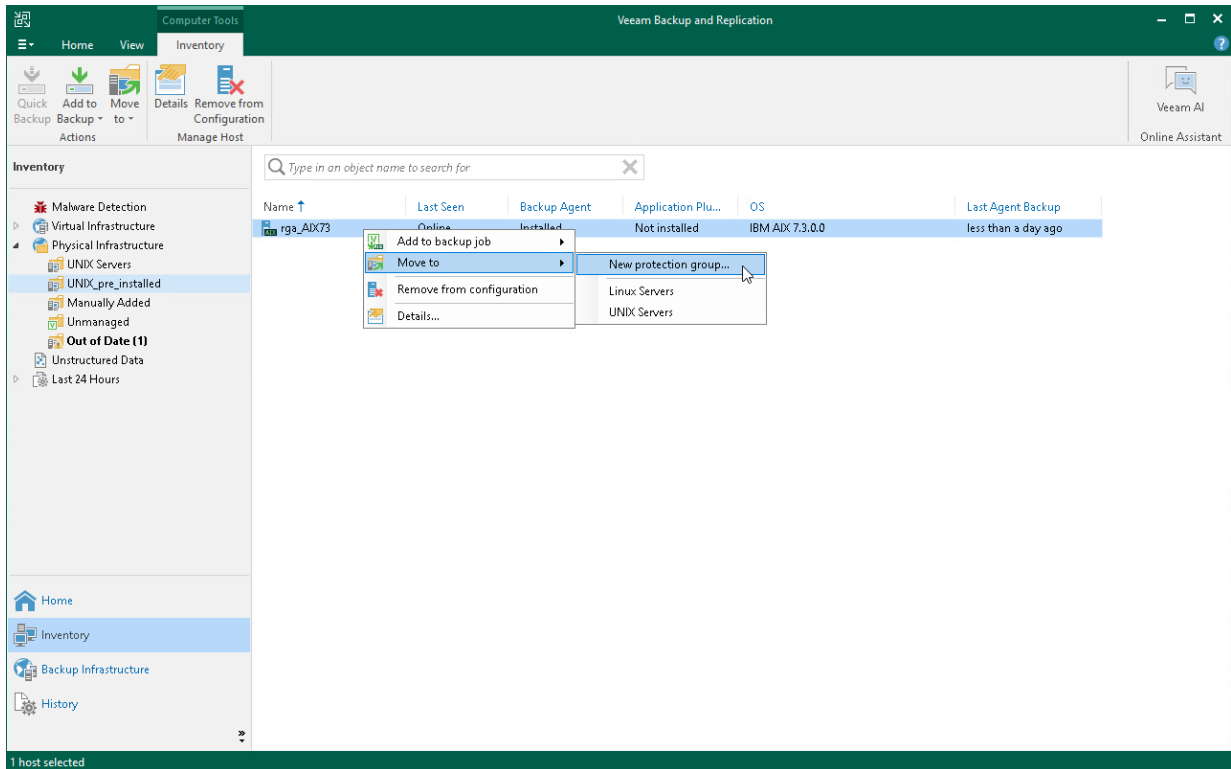 Computer Tools
Veeam Backup and Replication
Home View Inventory
Quick Backup
Add to Backup
Move to
Details
Remove from Configuration
Actions
Manage Host
Veeam AI
Online Assistant
Inventory
Malware Detection
Virtual Infrastructure
Physical Infrastructure
UNIX Servers
UNIX_pre_installed
Manually Added
Unmanaged
Out of Date (1)
Unstructured Data
Last 24 Hours
Type in an object name to search for
Name Last Seen Backup Agent Application Plu... OS Last Agent Backup
rga_AIX73 Online Installed Not installed IBM AIX 7.3.0.0 less than a day ago
Add to backup job
Move to
Remove from configuration
Details...
New protection group...
Linux Servers
UNIX Servers
Home
Inventory
Backup Infrastructure
History
1 host selected